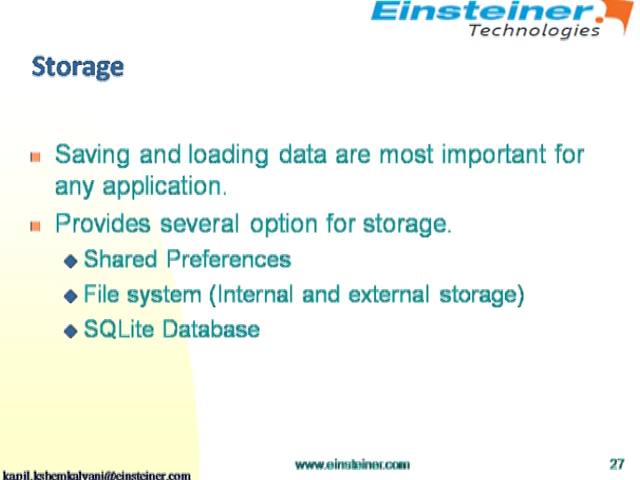 Einsteiner
Technologies
Storage
Saving and loading data are most important for
any application.
Provides several option for storage.
Shared Preferences
File system (Internal and external storage)
SQLite Database
www.einsteiner.com
27
kapil.kshemkalyani@einsteiner.com